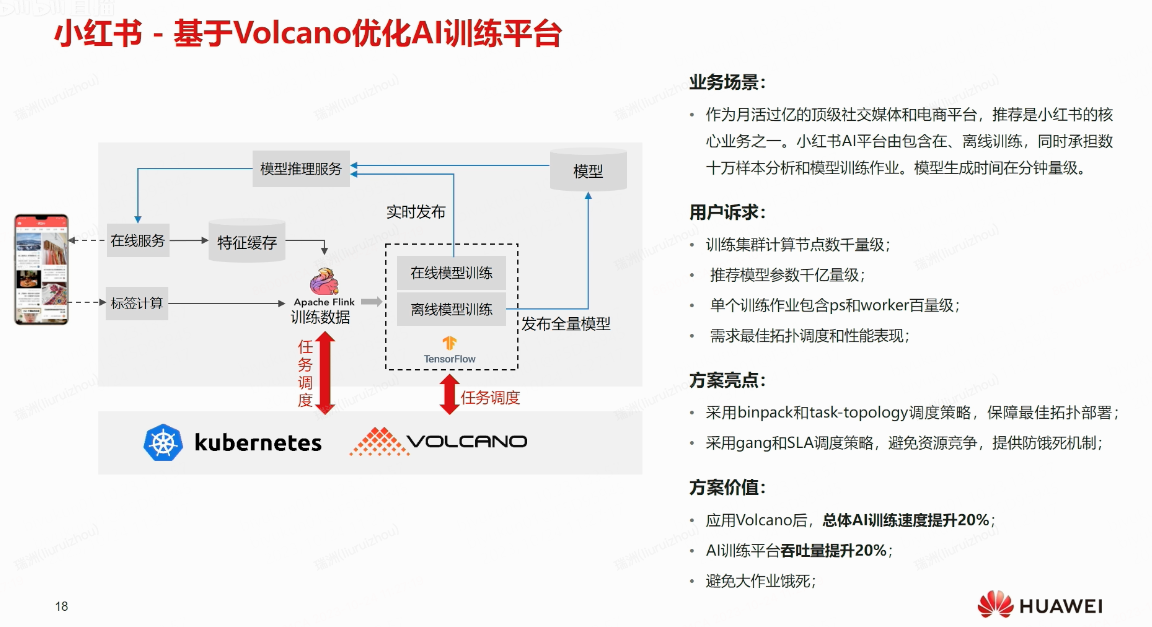 小红书 - 基于Volcano优化AI训练平台
模型推理服务
模型
实时发布
在线服务
特征缓存
标签计算
Apache Flink
训练数据
在线模型训练
离线模型训练
TensorFlow
发布全量模型
任务调度
任务调度
kubernetes
VOLCANO
业务场景：
• 作为月活过亿的顶级社交媒体和电商平台，推荐是小红书的核
心业务之一。小红书AI平台由包含在、离线训练，同时承担数
十万样本分析和模型训练作业。模型生成时间在分钟量级。
用户诉求：
• 训练集群计算节点数千量级；
• 推荐模型参数千亿量级；
• 单个训练作业包含ps和worker百量级；
• 需求最佳拓扑调度和性能表现；
方案亮点：
• 采用binpack和task-topology调度策略，保障最佳拓扑部署；
• 采用gang和SLA调度策略，避免资源竞争，提供防饿死机制；
方案价值：
• 应用Volcano后，总体AI训练速度提升20%；
• AI训练平台吞吐量提升20%；
• 避免大作业饿死；
18
HUAWEI